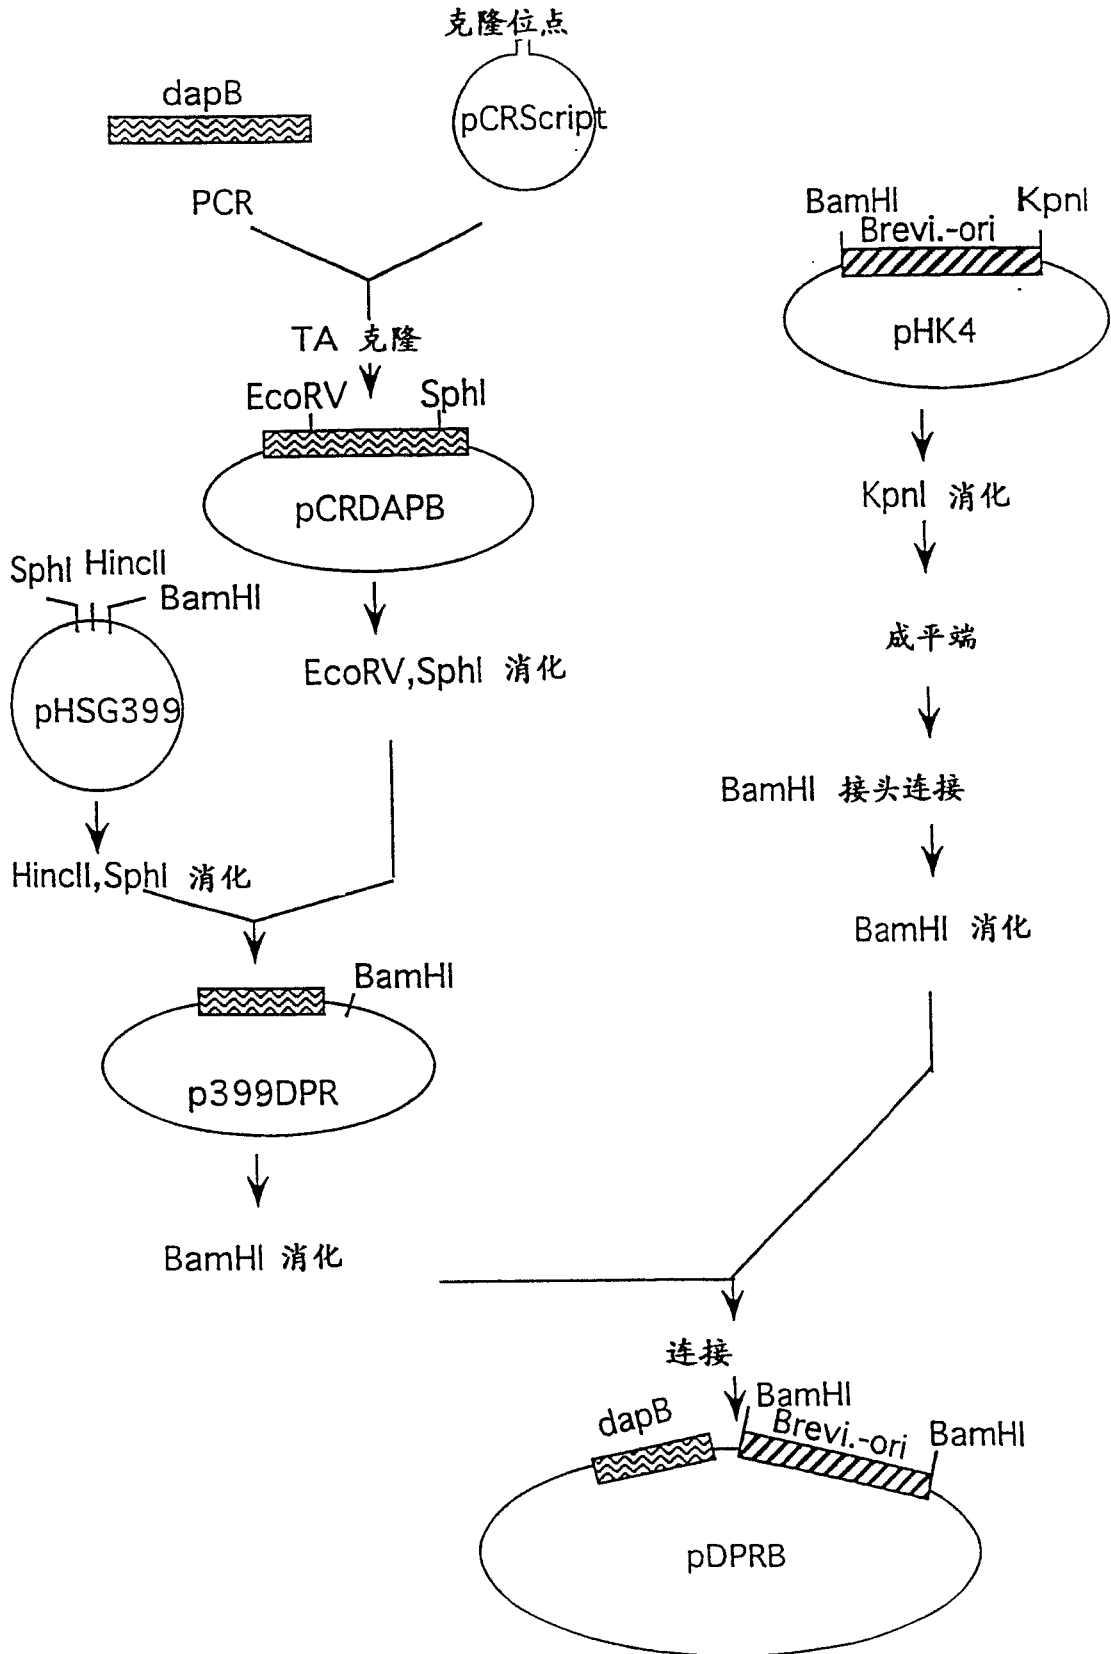 克隆位点
dapB
pCRScript
PCR
BamHI
KpnI
Brevi.-ori
pHK4
TA 克隆
EcoRV
SphI
pCRDAPB
KpnI 消化
SphI
HincII
BamHI
pHSG399
EcoRV,SphI 消化
成平端
BamHI 接头连接
HincII,SphI 消化
BamHI 消化
BamHI
p399DPR
BamHI 消化
连接
dapB
BamHI
Brevi.-ori
BamHI
pDPRB